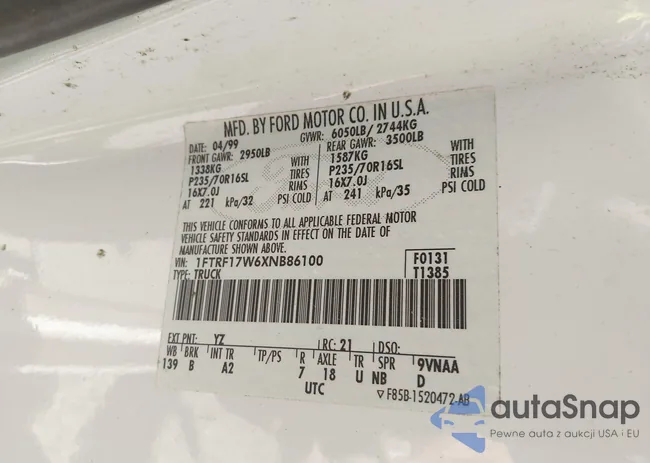 MFD. BY FORD MOTOR CO. IN U.S.A.
DATE: 04/99 GVWR: 6050LB/ 2744KG
FRONT GAWR: 2950LB REAR GAWR: 3500LB
1338KG WITH 1587KG WITH
P235/70R16SL TIRES P235/70R16SL TIRES
16X7.0J RIMS 16X7.0J RIMS
AT 221 kPa/32 PSI COLD AT 241 kPa/35 PSI COLD
THIS VEHICLE CONFORMS TO ALL APPLICABLE FEDERAL MOTOR
VEHICLE SAFETY STANDARDS IN EFFECT ON THE DATE OF
MANUFACTURE SHOWN ABOVE.
VIN: 1FTRF17W6XNB86100 F0131
TYPE: TRUCK T1385
EXT PNT: YZ RC: 21 DSO:
WB BRK INT TR TP/PS R AXLE TR SPR 9VNAA
139 B A2 7 18 U NB D
UTC F85B-1520472-AB
autaSnap
Pewne auta z aukcji USA i EU